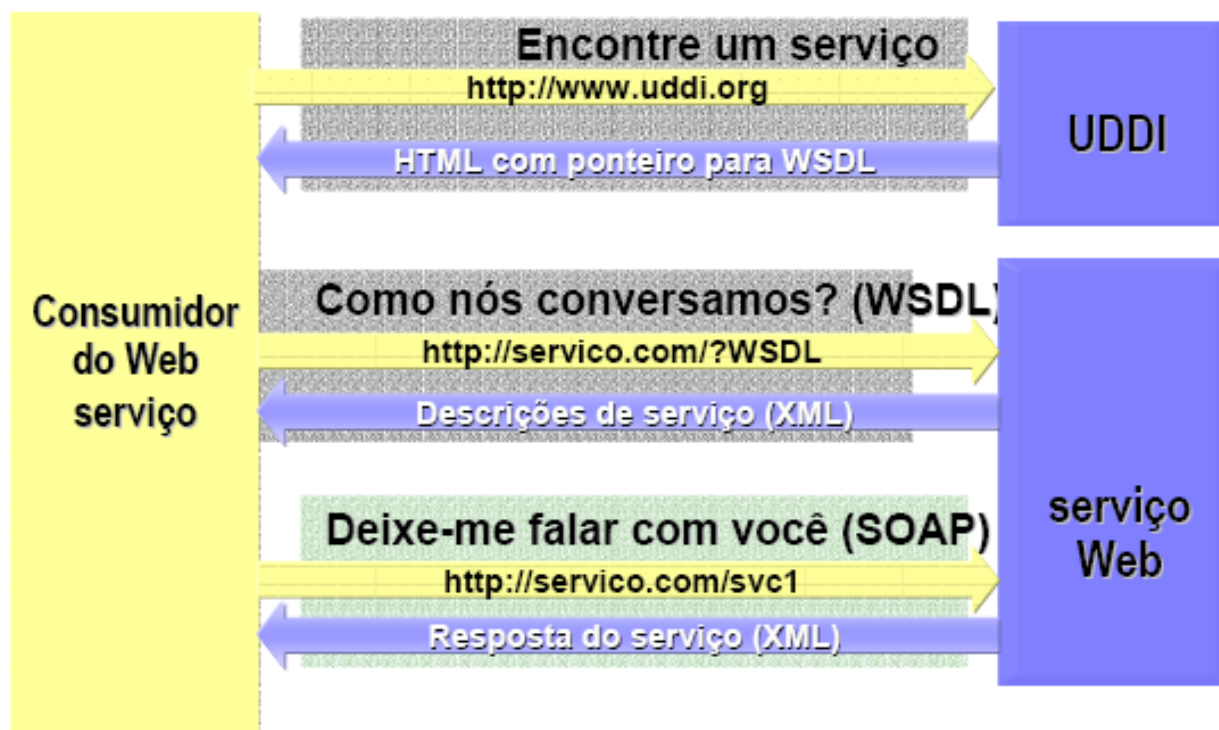 Encontre um serviço
http://www.uddi.org
HTML com ponteiro para WSDL
UDDI
Consumidor
do Web
serviço
Como nós conversamos? (WSDL)
http://servico.com/?WSDL
Descrições de serviço (XML)
Deixe-me falar com você (SOAP)
http://servico.com/svc1
Resposta do serviço (XML)
serviço
Web